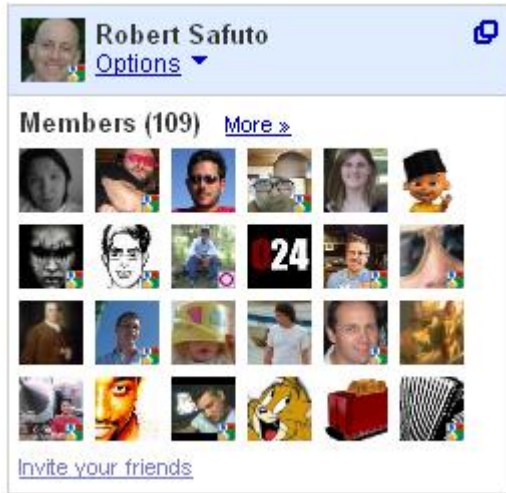 Robert Safuto
Options
Members (109) More »
024
Invite your friends